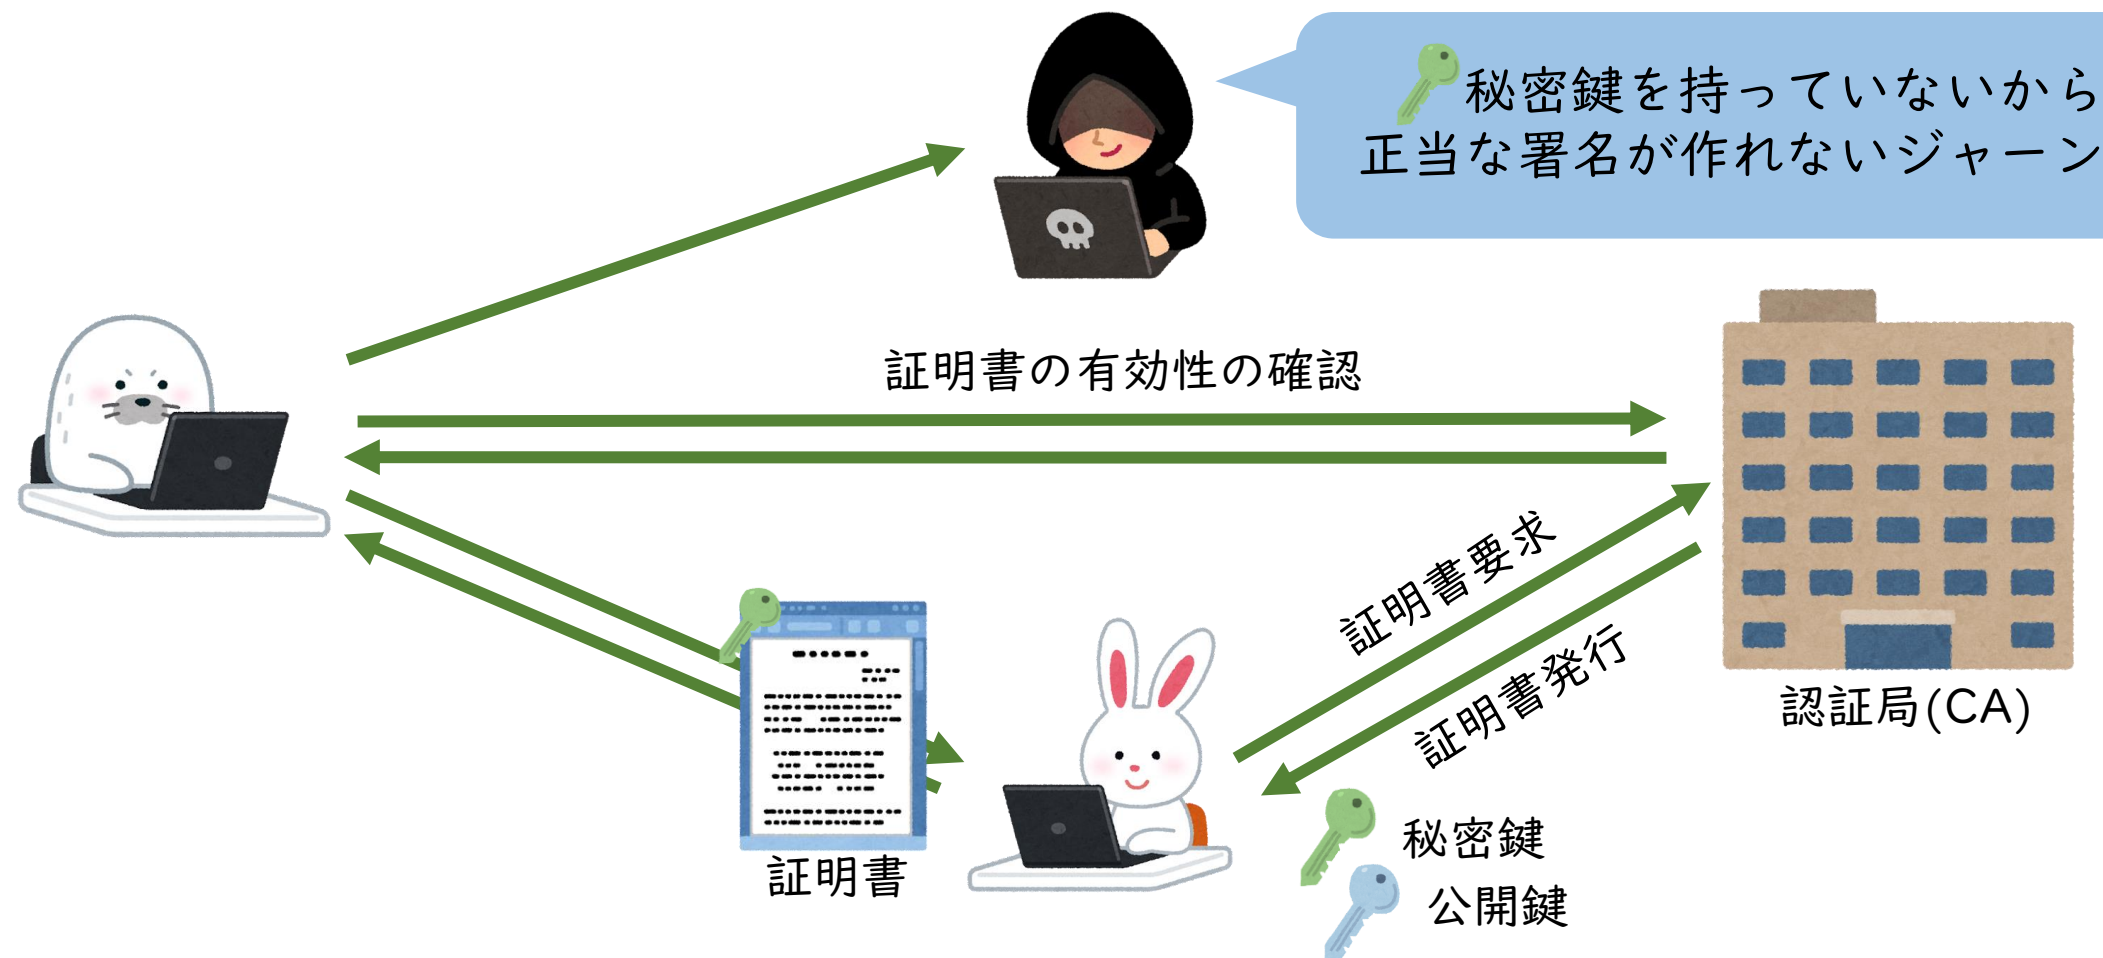 秘密鍵を持っていないから
正当な署名が作れないジャーン
証明書の有効性の確認
証明書要求
証明書発行
認証局(CA)
証明書
秘密鍵
公開鍵